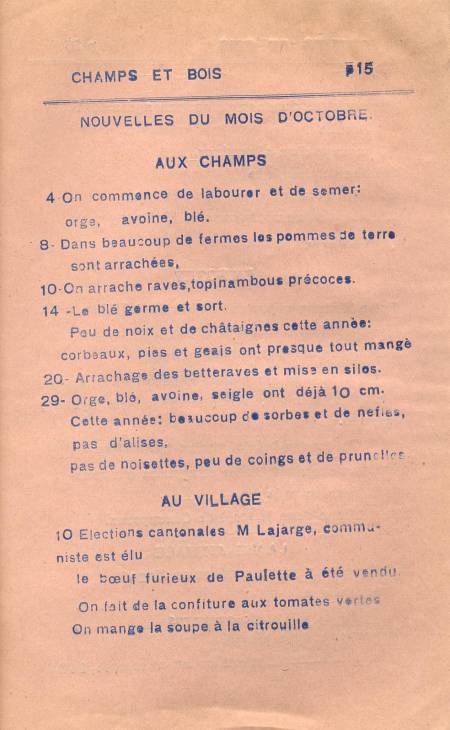 CHAMPS ET BOIS P15
NOUVELLES DU MOIS D'OCTOBRE.
AUX CHAMPS
4-On commence de labourer et de semer:
orge, avoine, blé.
8- Dans beaucoup de fermes les pommes de terre
sont arrachées,
10-On arrache raves,topinambous précoces.
14 -Le blé germe et sort.
Peu de noix et de châtaignes cette annèe:
corbeaux, pies et geais ont presque tout mangè
20- Arrachage des betteraves et mise en silos.
29- Orge, blé, avoine, seigle ont déjà 10 cm.
Cette année: beaucoup de sorbes et de nefles,
pas d'alises,
pas de noisettes, peu de coings et de prunelles
AU VILLAGE
10 Elections cantonales M Lajarge, commu-
niste est élu
le bœuf furieux de Paulette à été vendu.
On fait de la confiture aux tomates vertes
On mange la soupe à la citrouille